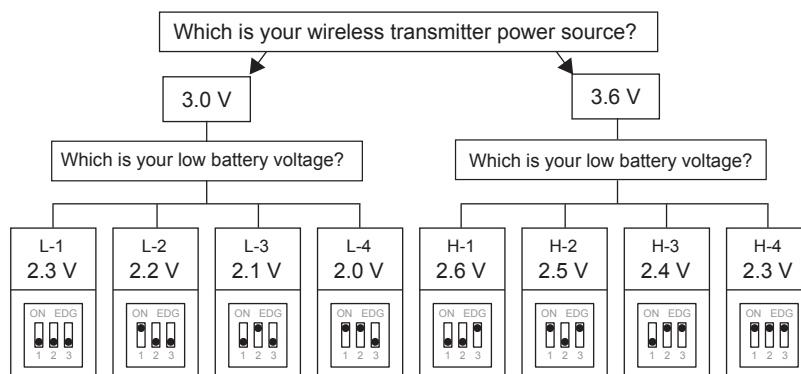 Which is your wireless transmitter power source?
3.0 V
3.6 V
Which is your low battery voltage?
Which is your low battery voltage?
L-1
2.3 V
ON EDG
1 2 3
L-2
2.2 V
ON EDG
1 2 3
L-3
2.1 V
ON EDG
1 2 3
L-4
2.0 V
ON EDG
1 2 3
H-1
2.6 V
ON EDG
1 2 3
H-2
2.5 V
ON EDG
1 2 3
H-3
2.4 V
ON EDG
1 2 3
H-4
2.3 V
ON EDG
1 2 3